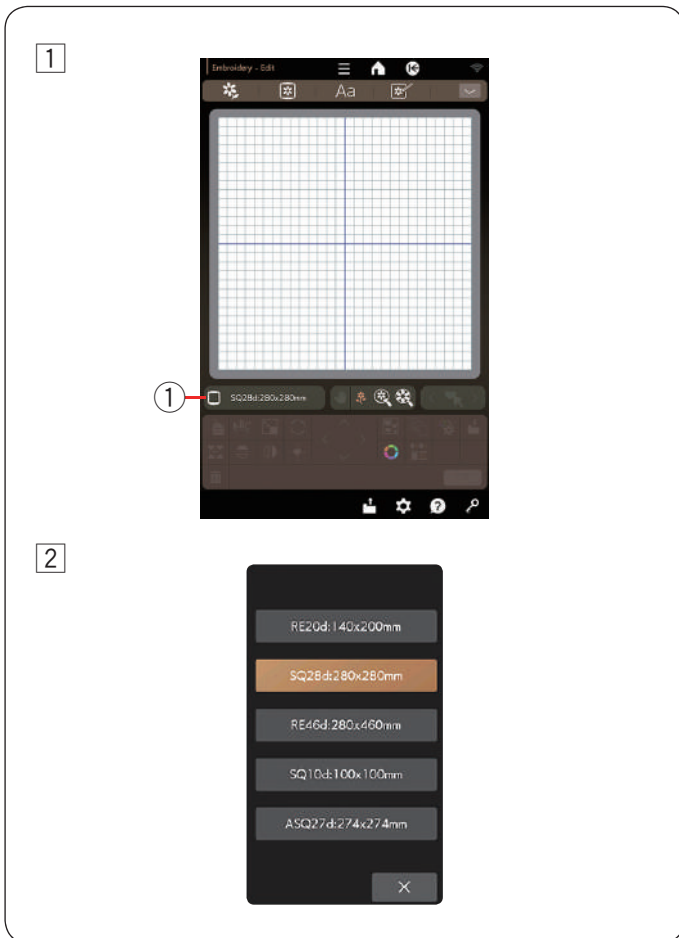 1
Embroidery - Edit
Aa
①
SQ28d:280x280mm
2
RE20d:140x200mm
SQ28d:280x280mm
RE46d:280x460mm
SQ10d:100x100mm
ASQ27d:274x274mm